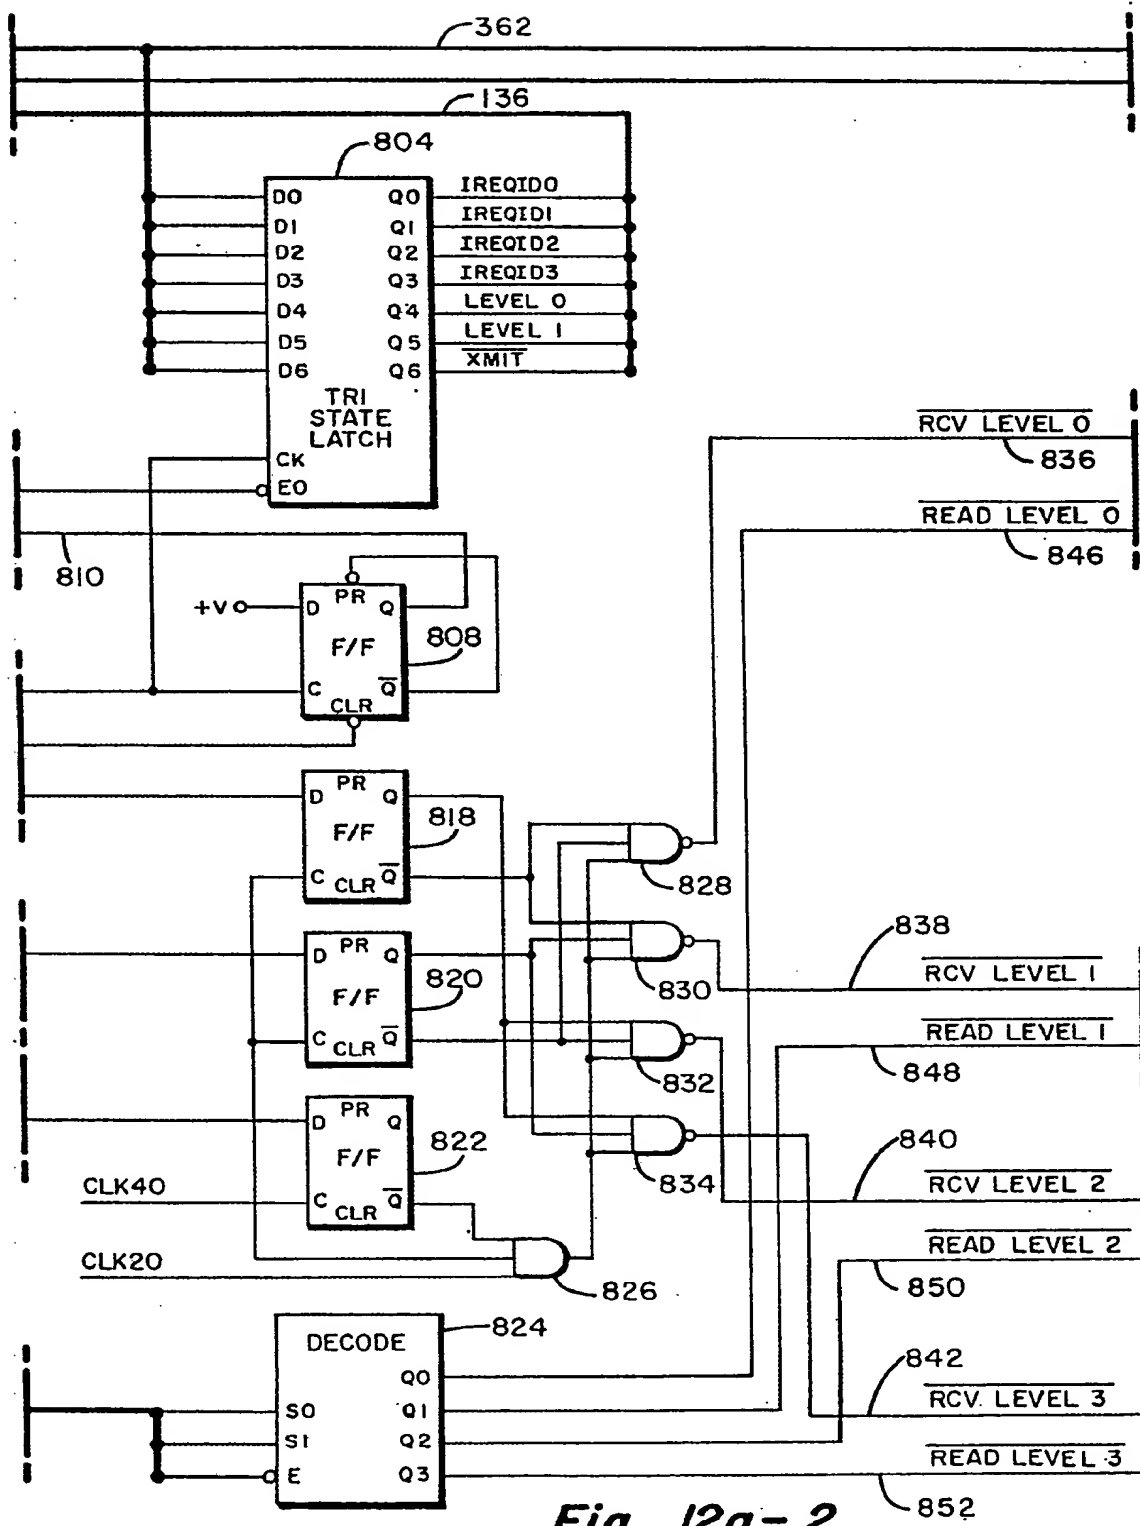 362
136
804
D0 Q0 IREQID0
D1 Q1 IREQID1
D2 Q2 IREQID2
D3 Q3 IREQID3
D4 Q4 LEVEL 0
D5 Q5 LEVEL 1
D6 Q6 XMIT
TRI
STATE
LATCH
CK
EO
RCV LEVEL 0
836
READ LEVEL 0
846
810
+V
D PR Q
F/F
808
C CLR Q
D PR Q
F/F
818
C CLR Q
828
D PR Q
F/F
820
C CLR Q
830
838
RCV LEVEL 1
READ LEVEL 1
848
832
D PR Q
F/F
822
C CLR Q
834
840
RCV LEVEL 2
CLK40
CLK20
826
READ LEVEL 2
850
DECODE
824
Q0
S0 Q1
S1 Q2
E Q3
842
RCV. LEVEL 3
READ LEVEL 3
852
Fig. 12a-2